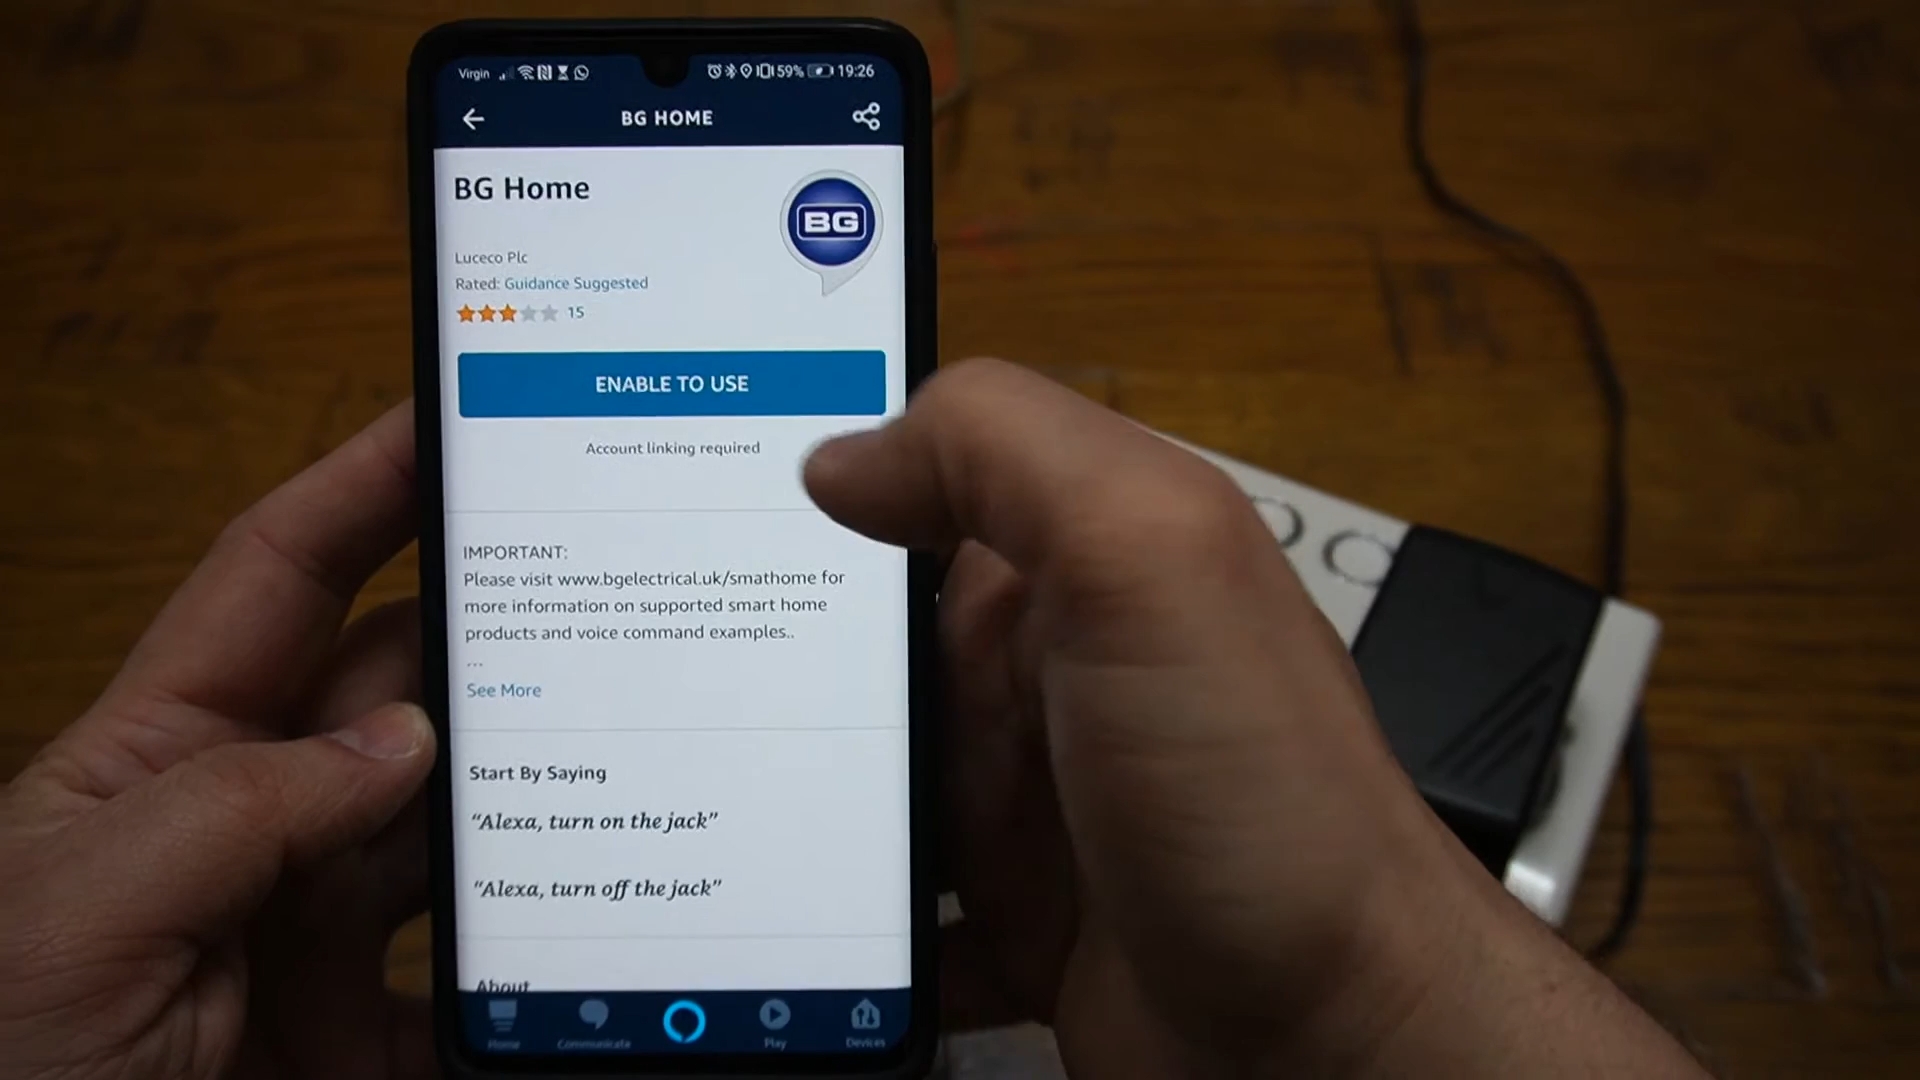 Virgin 59% 19:26
BG HOME
BG Home
BG
Luceco Plc
Rated: Guidance Suggested
15
ENABLE TO USE
Account linking required
IMPORTANT:
Please visit www.bgelectrical.uk/smathome for
more information on supported smart home
products and voice command examples..
...
See More
Start By Saying
“Alexa, turn on the jack”
“Alexa, turn off the jack”
About
Home Communicate Play Devices